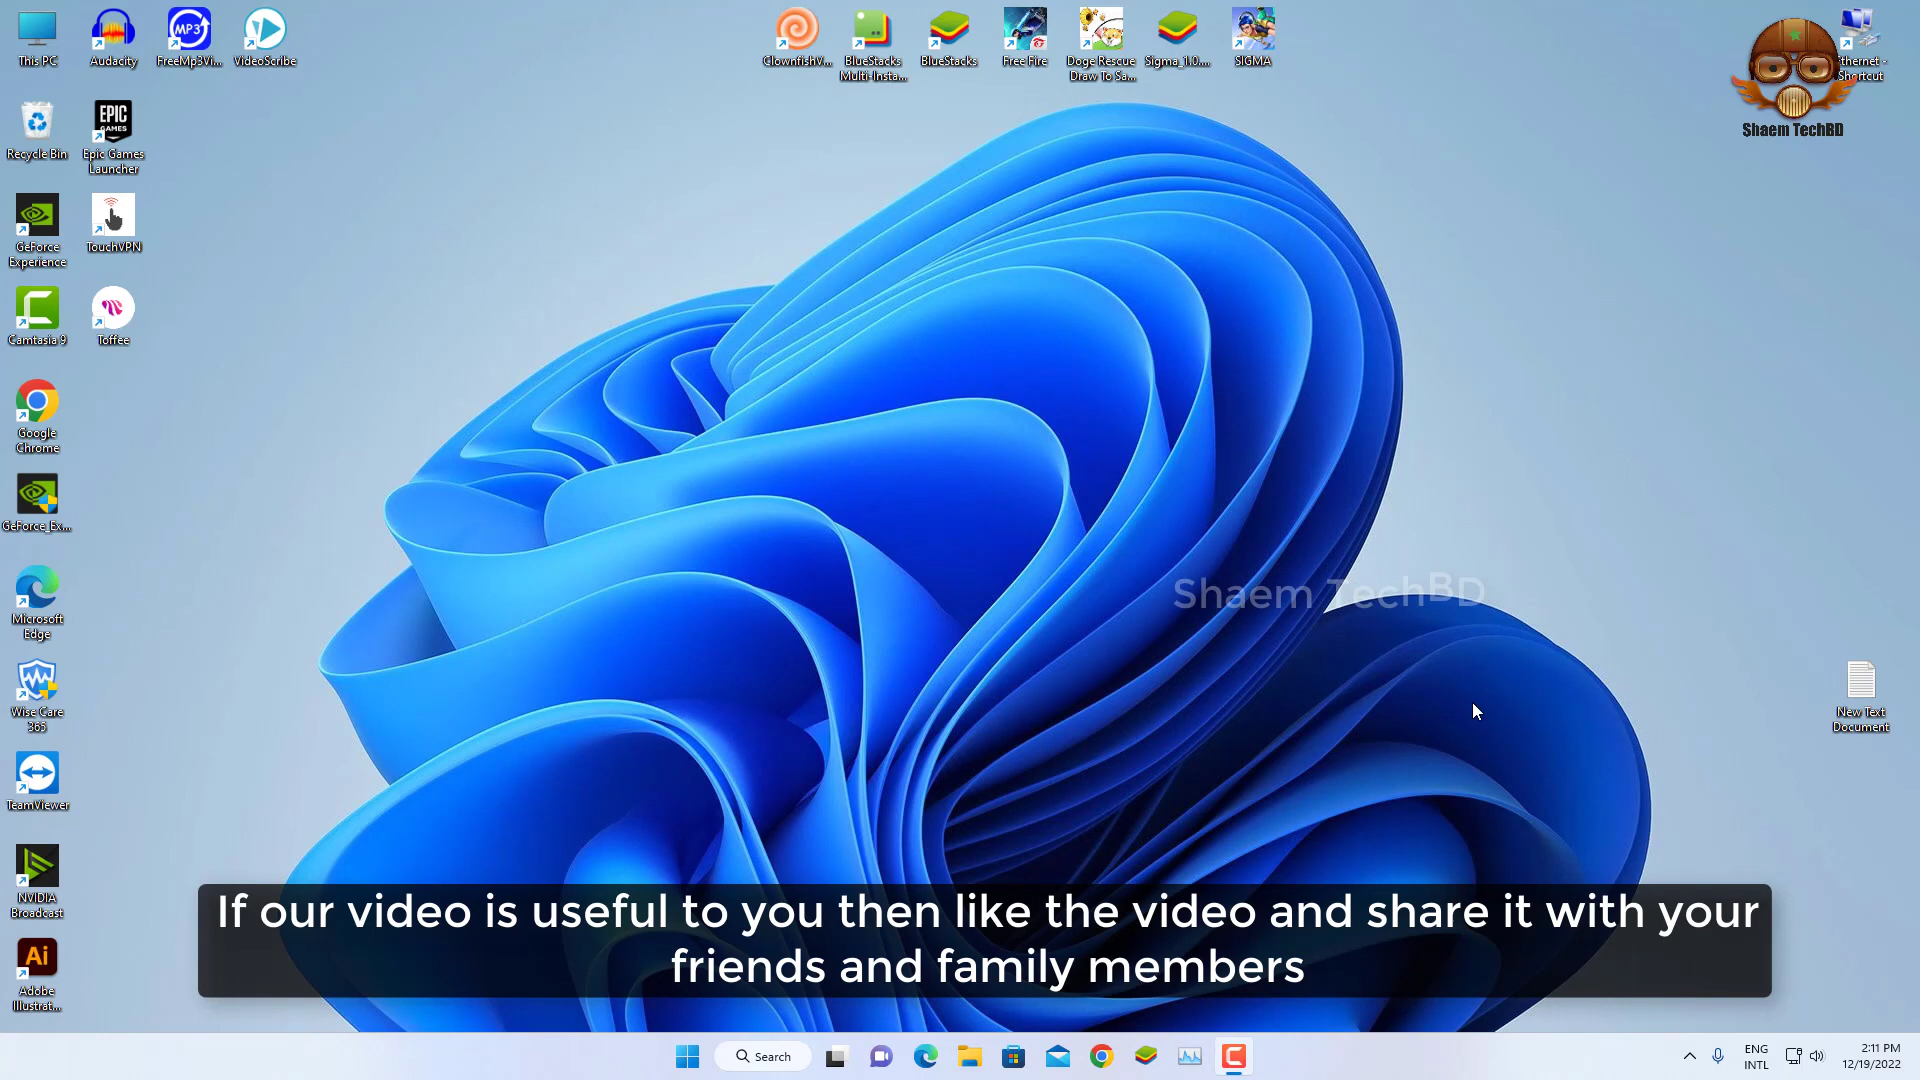 This PC
Audacity
FreeMp3Vi...
VideoScribe
ClownfishV...
BlueStacks
Multi-Insta...
BlueStacks
Free Fire
Doge Rescue
Draw To Sa...
Sigma_1.0....
SIGMA
Ethernet -
Shortcut
Shaem TechBD
MP3
Recycle Bin
EPIC
GAMES
Epic Games
Launcher
GeForce
Experience
TouchVPN
Camtasia 9
Toffee
Google
Chrome
GeForce_Ex...
Microsoft
Edge
Shaem TechBD
Wise Care
365
New Text
Document
TeamViewer
NVIDIA
Broadcast
If our video is useful to you then like the video and share it with your
friends and family members
Ai
Adobe
Illustrat...
Search
ENG
INTL
2:11 PM
12/19/2022